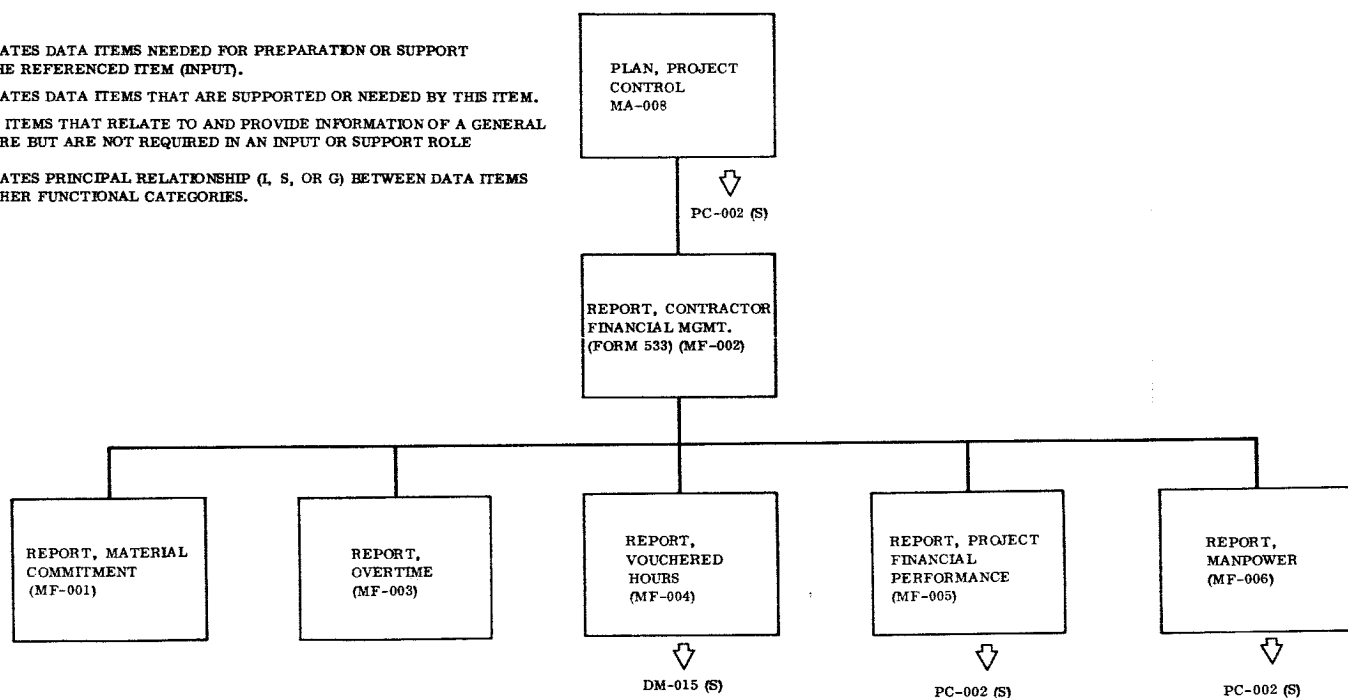 ATES DATA ITEMS NEEDED FOR PREPARATION OR SUPPORT
HE REFERENCED ITEM (INPUT).
ATES DATA ITEMS THAT ARE SUPPORTED OR NEEDED BY THIS ITEM.
ITEMS THAT RELATE TO AND PROVIDE INFORMATION OF A GENERAL
RE BUT ARE NOT REQUIRED IN AN INPUT OR SUPPORT ROLE
ATES PRINCIPAL RELATIONSHIP (I, S, OR G) BETWEEN DATA ITEMS
HER FUNCTIONAL CATEGORIES.
PLAN, PROJECT
CONTROL
MA-008
PC-002 (S)
REPORT, CONTRACTOR
FINANCIAL MGMT.
(FORM 533) (MF-002)
REPORT, MATERIAL
COMMITMENT
(MF-001)
REPORT,
OVERTIME
(MF-003)
REPORT,
VOUCHERED
HOURS
(MF-004)
REPORT, PROJECT
FINANCIAL
PERFORMANCE
(MF-005)
REPORT,
MANPOWER
(MF-006)
DM-015 (S)
PC-002 (S)
PC-002 (S)